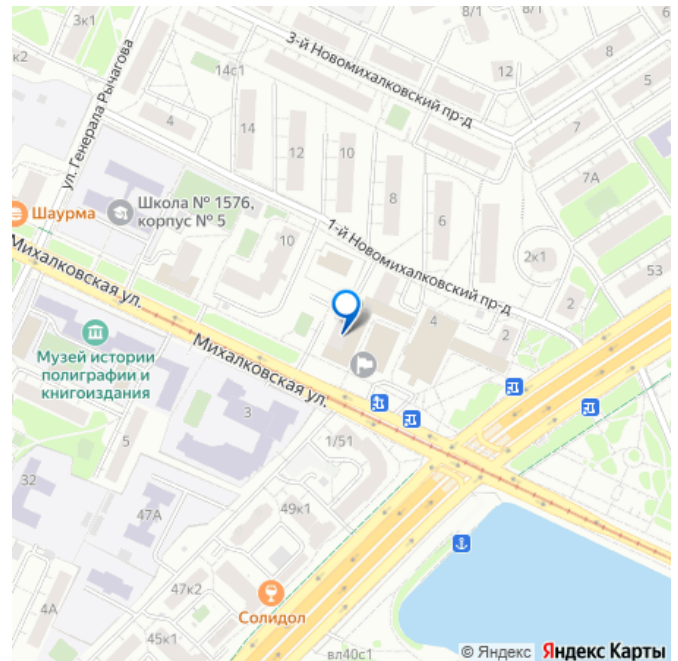 3к1
8/1
8/1
к2
14с1
3-й Новомихалковский пр-д
12
8
5
ул. Генерала Рычагова
4
14
12
10
7
8
7А
6
Школа № 1576,
корпус № 5
Шаурма
10
1-й Новомихалковский пр-д
2к1
53
2
Михалковская ул.
4
2
Музей истории
полиграфии и
книгоиздания
Михалковская ул.
3
5
1/51
32
47А
49к1
47к2
4А
Солидол
45к1
вл40с1
© Яндекс Яндекс Карты